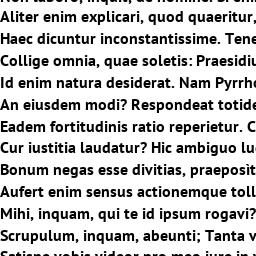 Aliter enim explicari, quod quaeritur,
Haec dicuntur inconstantissime. Tene
Collige omnia, quae soletis: Praesidiu
Id enim natura desiderat. Nam Pyrrho
An eiusdem modi? Respondeat totide
Eadem fortitudinis ratio reperietur. C
Cur iustitia laudatur? Hic ambiguo lu
Bonum negas esse divitias, praeposit
Aufert enim sensus actionemque toll
Mihi, inquam, qui te id ipsum rogavi?
Scrupulum, inquam, abeunti; Tanta v